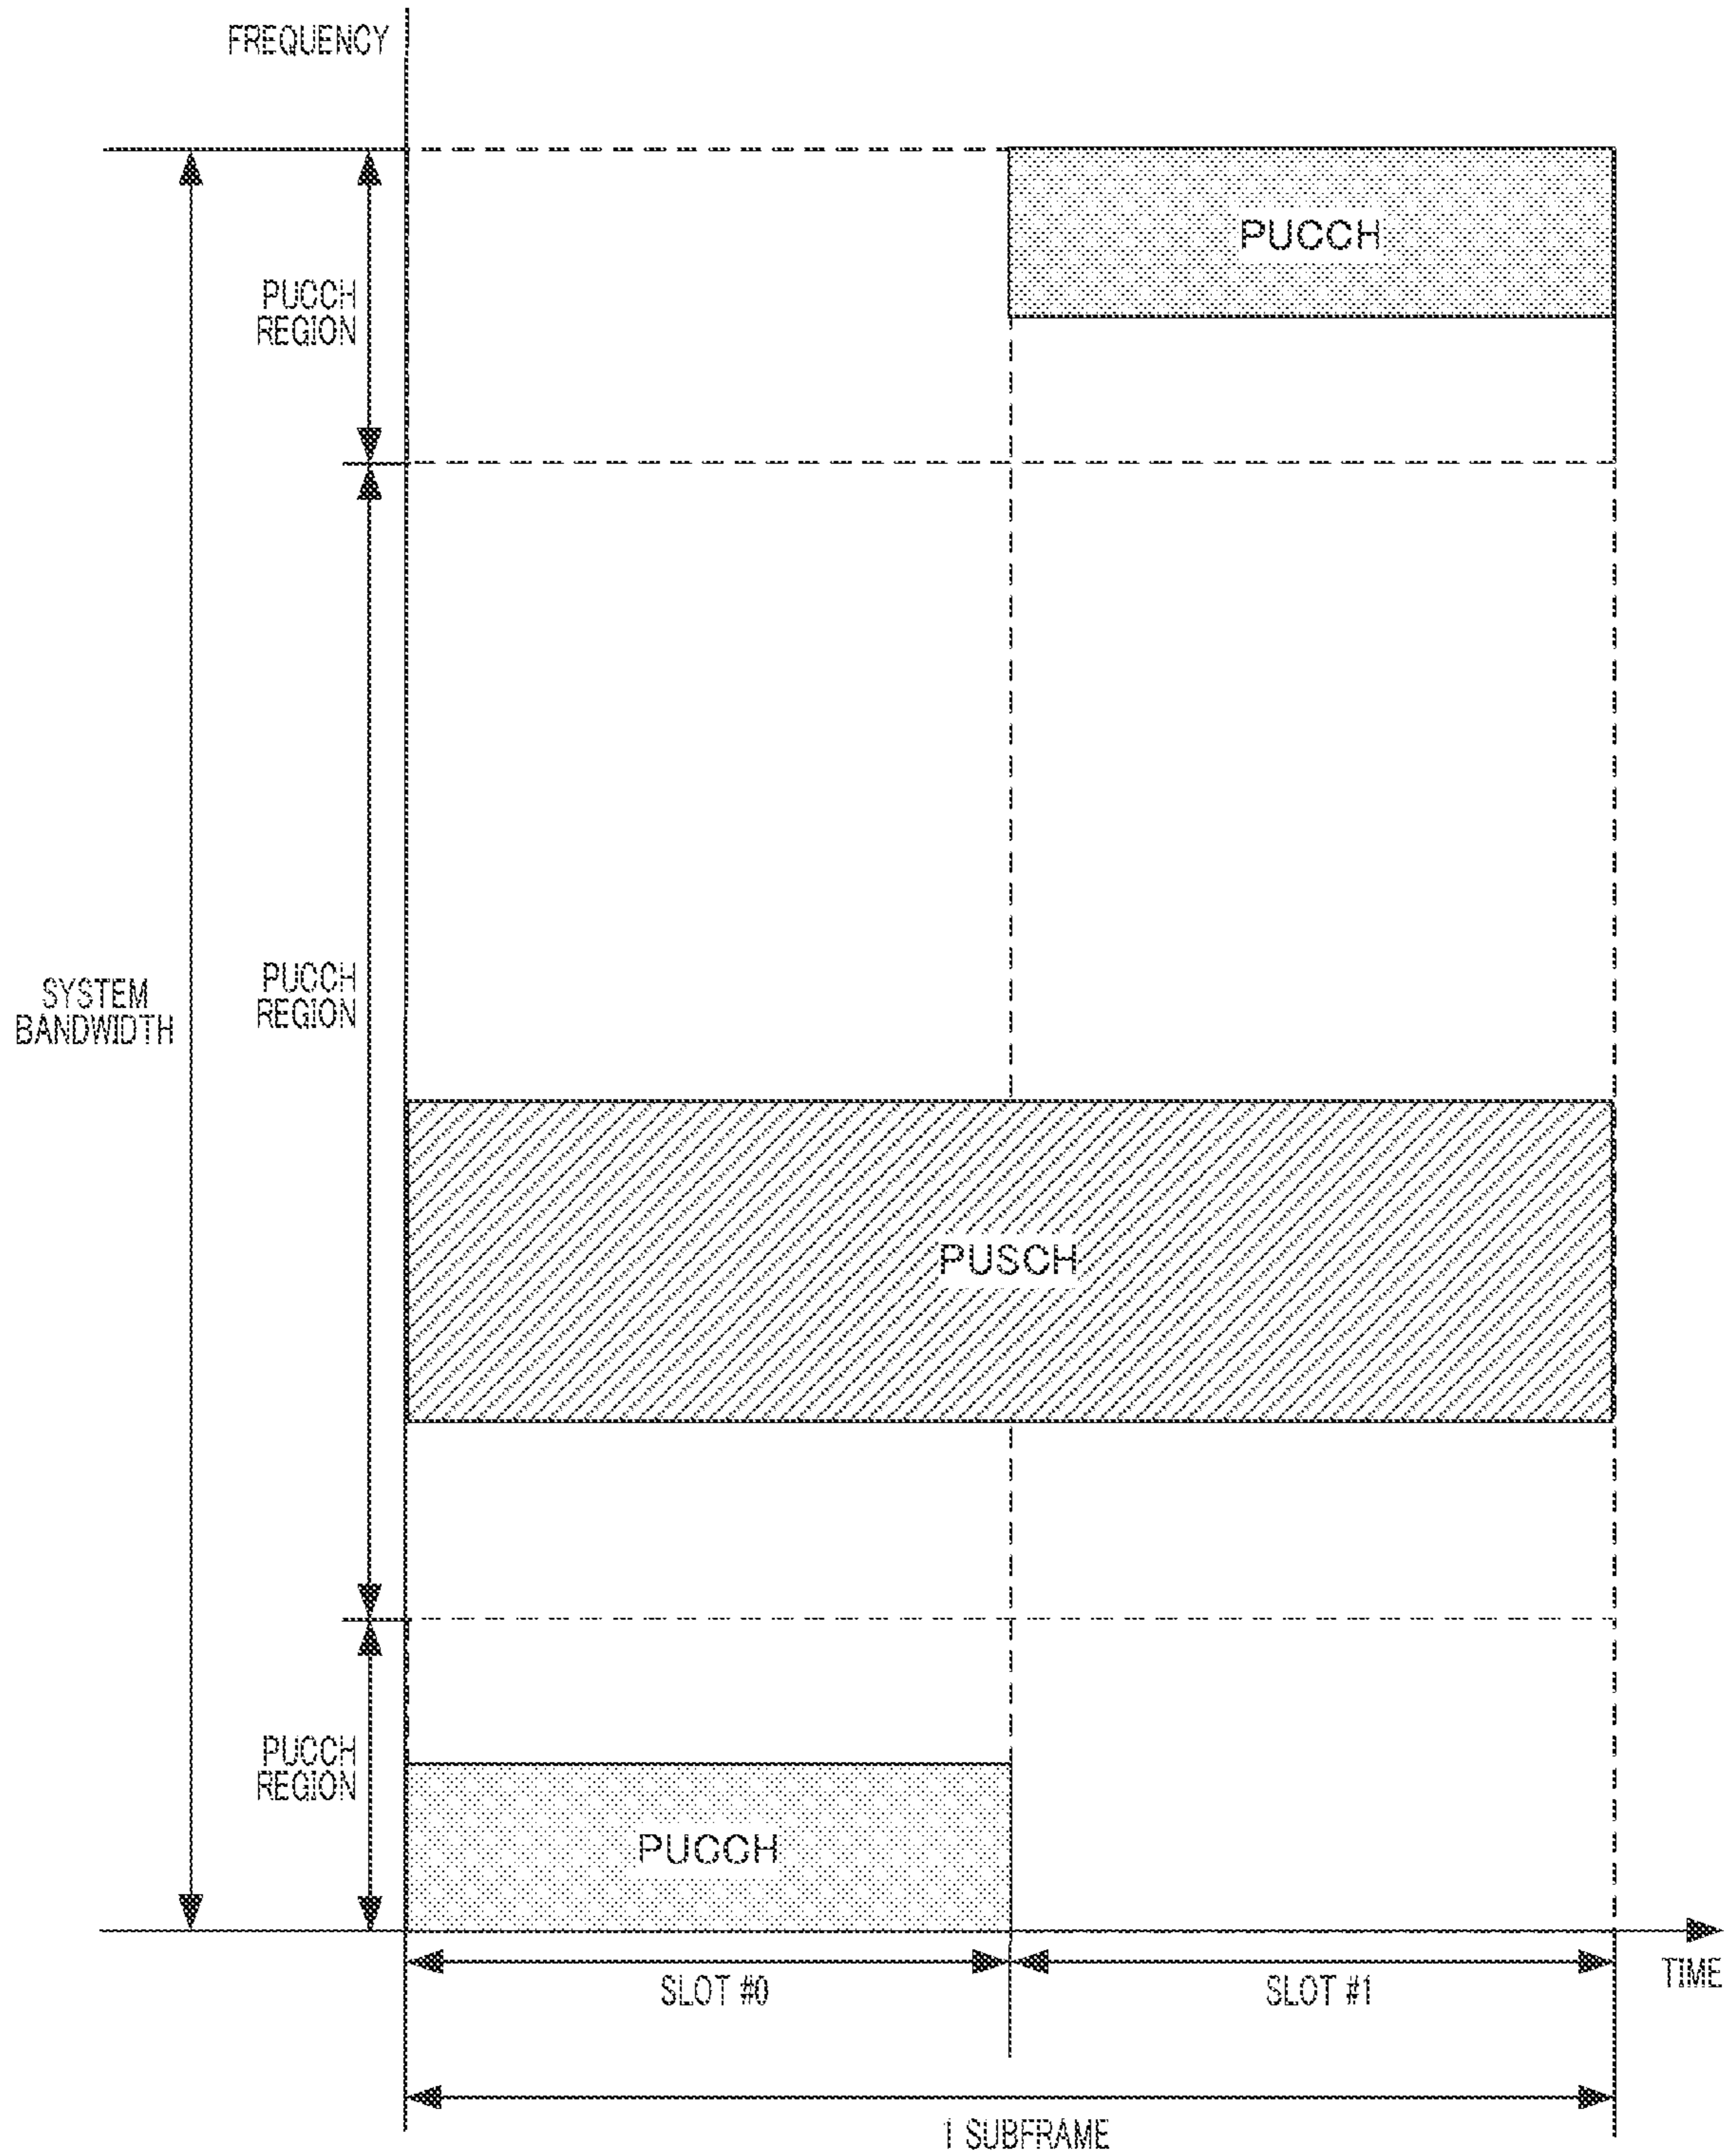 FREQUENCY
PUCCH
PUCCH
REGION
SYSTEM
BANDWIDTH
PUCCH
REGION
PUSCH
PUCCH
REGION
PUCCH
SLOT #0
SLOT #1
TIME
1 SUBFRAME